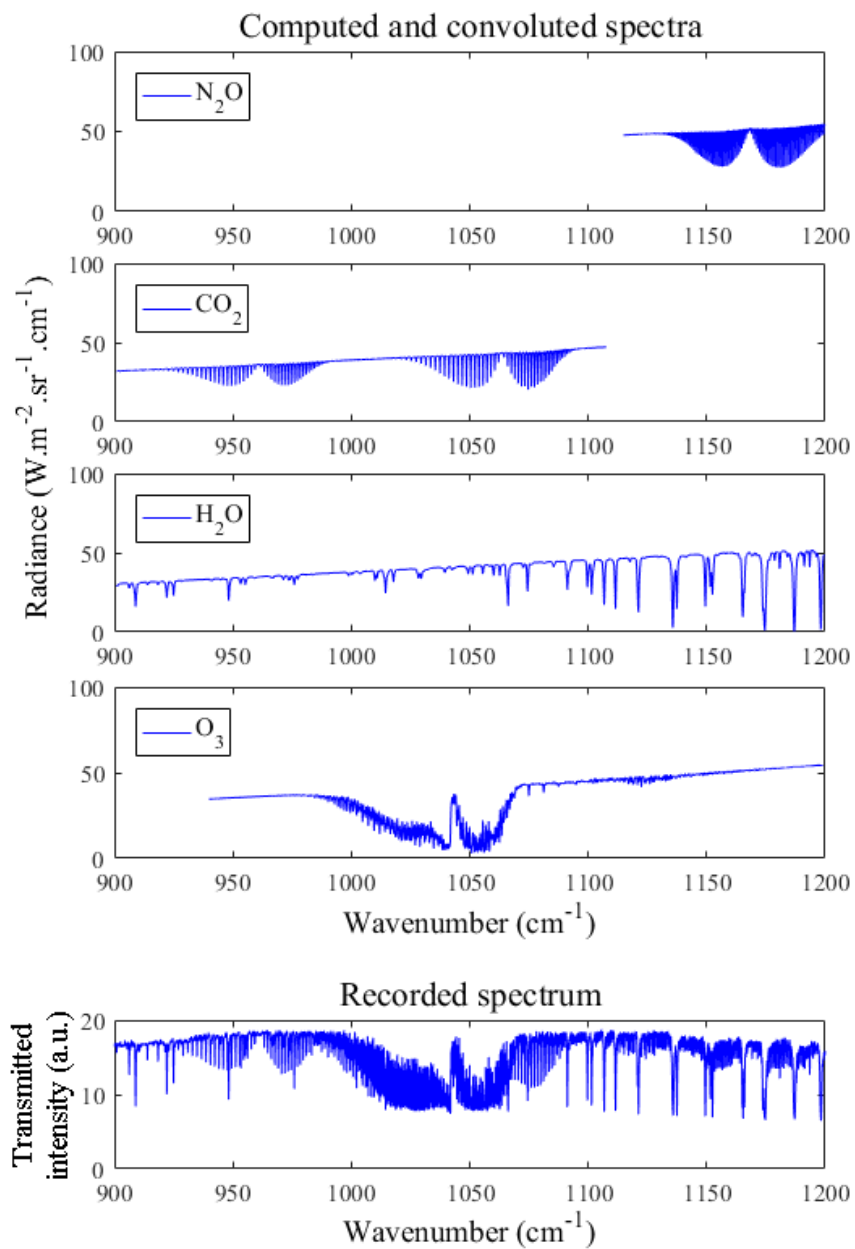 Computed and convoluted spectra
100
50
0
N₂O
900 950 1000 1050 1100 1150 1200
100
50
0
CO₂
900 950 1000 1050 1100 1150 1200
Radiance (W.m⁻².sr⁻¹.cm⁻¹)
100
50
0
H₂O
900 950 1000 1050 1100 1150 1200
100
50
0
O₃
900 950 1000 1050 1100 1150 1200
Wavenumber (cm⁻¹)
Recorded spectrum
Transmitted
intensity (a.u.)
20
10
0
900 950 1000 1050 1100 1150 1200
Wavenumber (cm⁻¹)